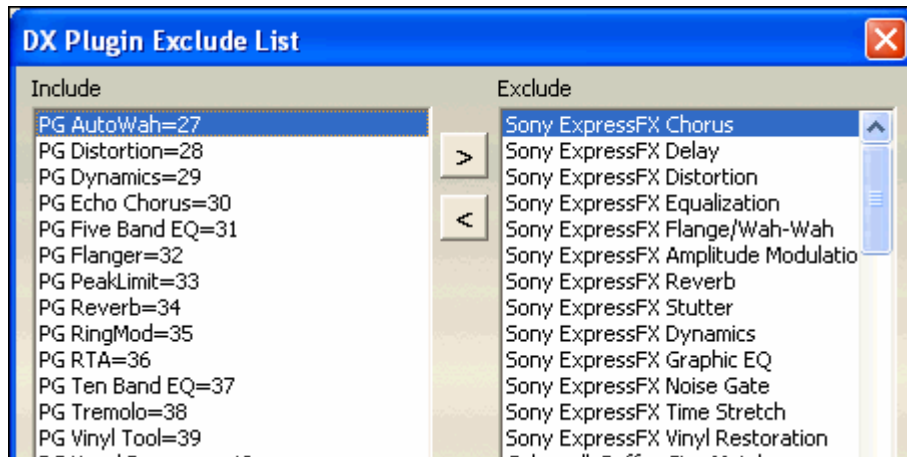 DX Plugin Exclude List
Include
PG AutoWah=27
PG Distortion=28
PG Dynamics=29
PG Echo Chorus=30
PG Five Band EQ=31
PG Flanger=32
PG PeakLimit=33
PG Reverb=34
PG RingMod=35
PG RTA=36
PG Ten Band EQ=37
PG Tremolo=38
PG Vinyl Tool=39
>
<
Exclude
Sony ExpressFX Chorus
Sony ExpressFX Delay
Sony ExpressFX Distortion
Sony ExpressFX Equalization
Sony ExpressFX Flange/Wah-Wah
Sony ExpressFX Amplitude Modulatio
Sony ExpressFX Reverb
Sony ExpressFX Stutter
Sony ExpressFX Dynamics
Sony ExpressFX Graphic EQ
Sony ExpressFX Noise Gate
Sony ExpressFX Time Stretch
Sony ExpressFX Vinyl Restoration